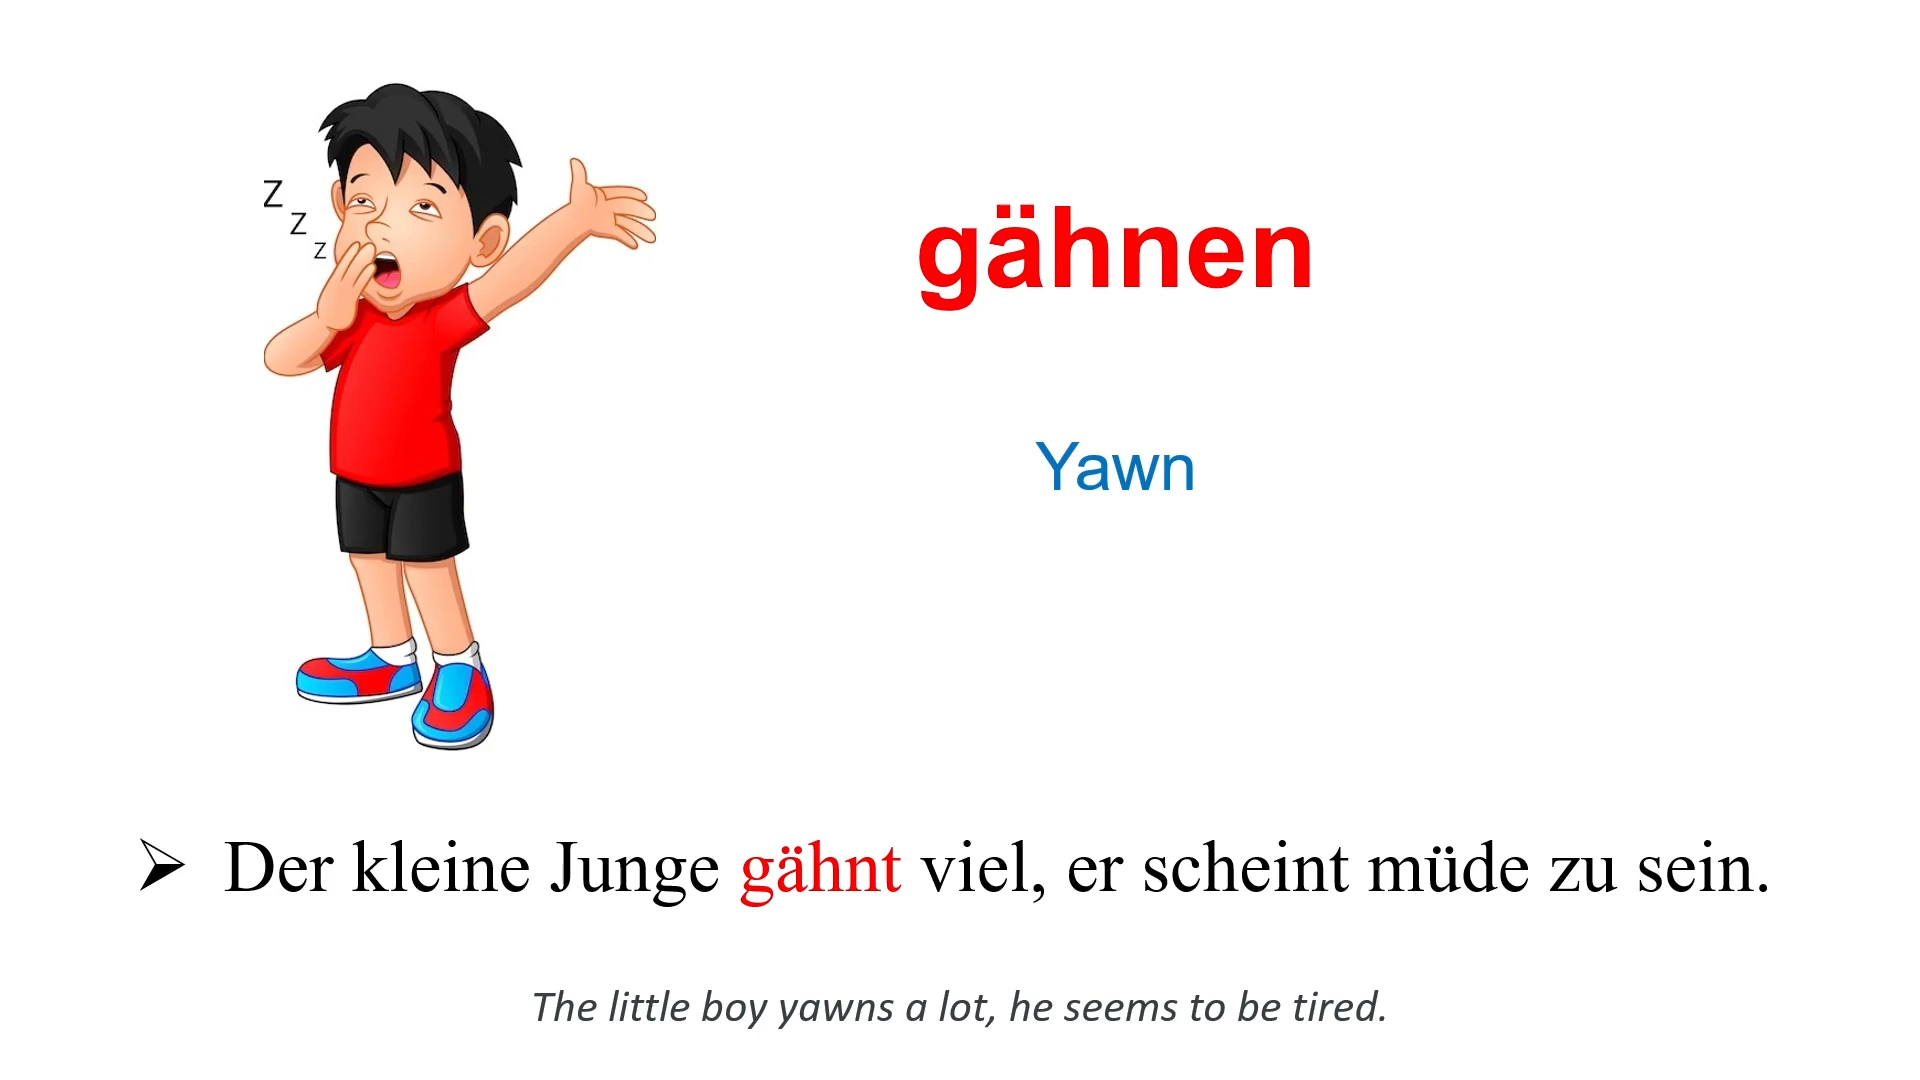 Z
Z
Z
gähnen
Yawn
➢ Der kleine Junge gähnt viel, er scheint müde zu sein.
The little boy yawns a lot, he seems to be tired.